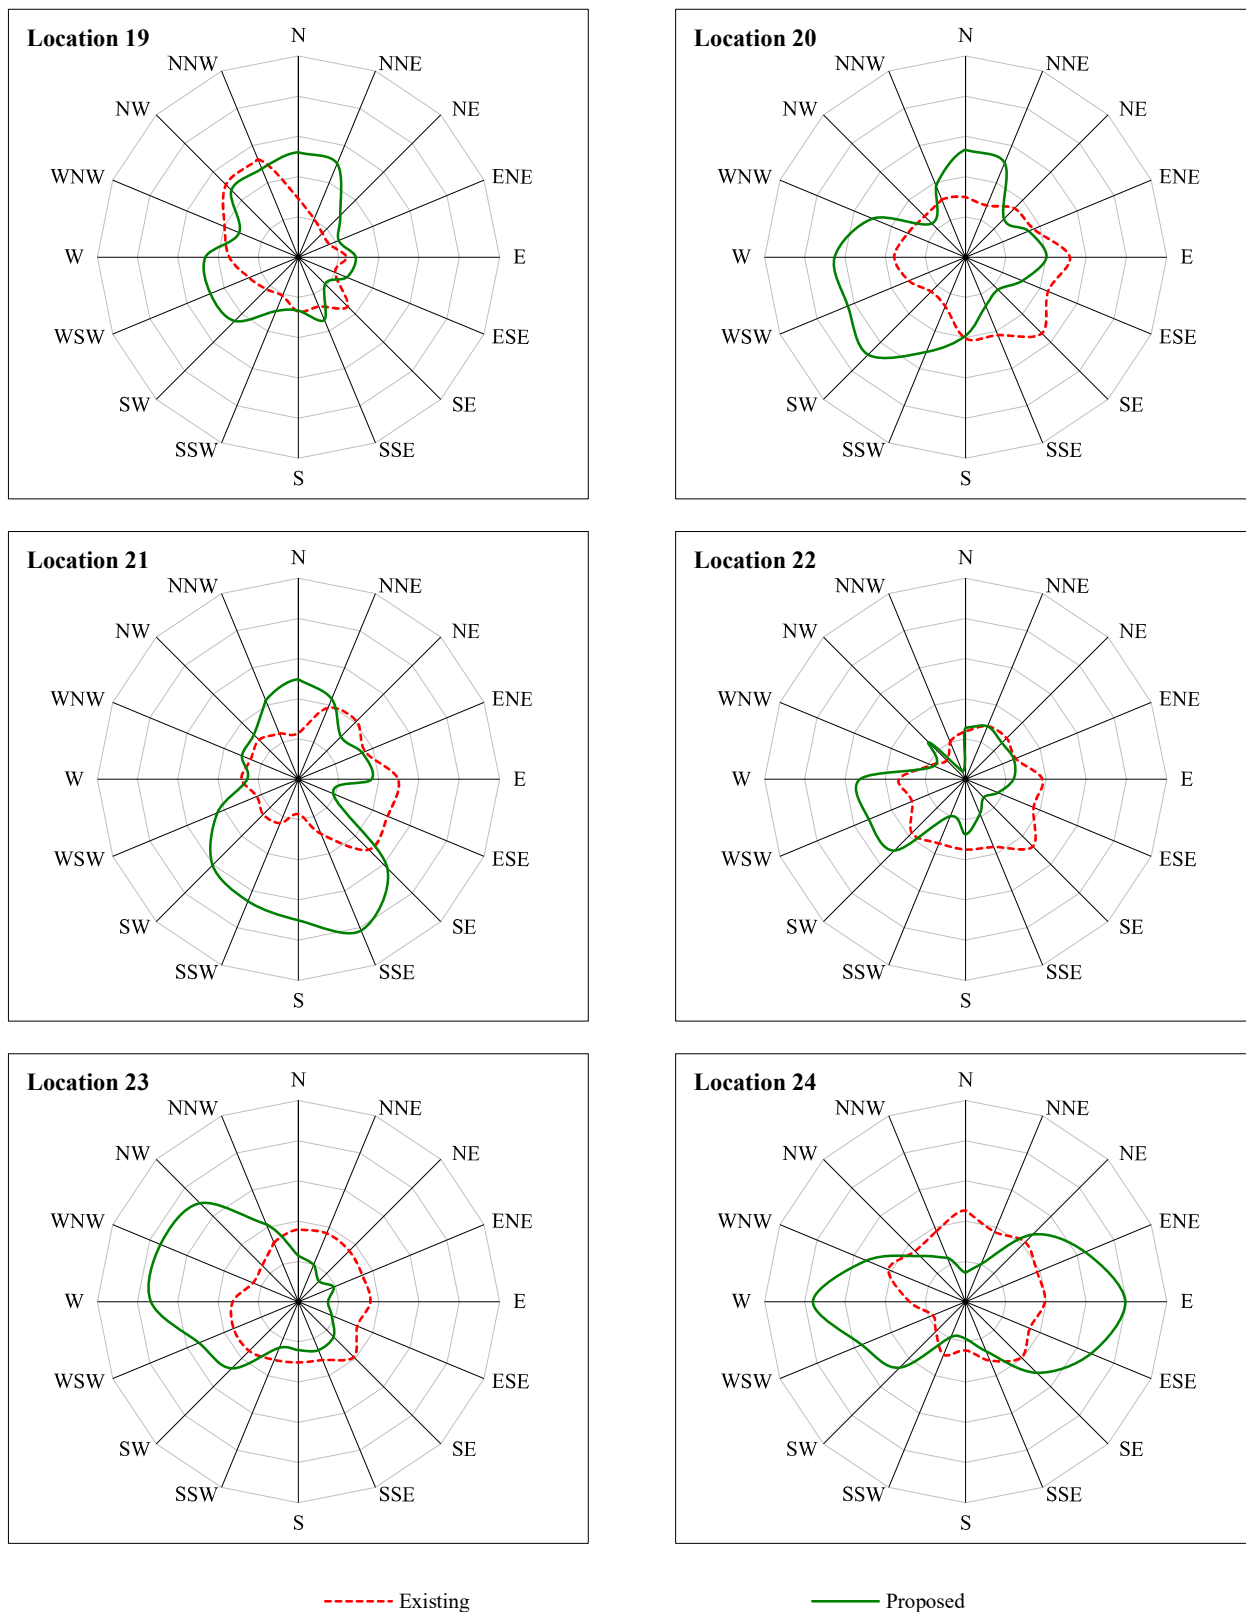 Location 19
N
NNW
NNE
NW
NE
WNW
ENE
W
E
WSW
ESE
SW
SE
SSW
SSE
S
Location 20
N
NNW
NNE
NW
NE
WNW
ENE
W
E
WSW
ESE
SW
SE
SSW
SSE
S
Location 21
N
NNW
NNE
NW
NE
WNW
ENE
W
E
WSW
ESE
SW
SE
SSW
SSE
S
Location 22
N
NNW
NNE
NW
NE
WNW
ENE
W
E
WSW
ESE
SW
SE
SSW
SSE
S
Location 23
N
NNW
NNE
NW
NE
WNW
ENE
W
E
WSW
ESE
SW
SE
SSW
SSE
S
Location 24
N
NNW
NNE
NW
NE
WNW
ENE
W
E
WSW
ESE
SW
SE
SSW
SSE
S
Existing
Proposed